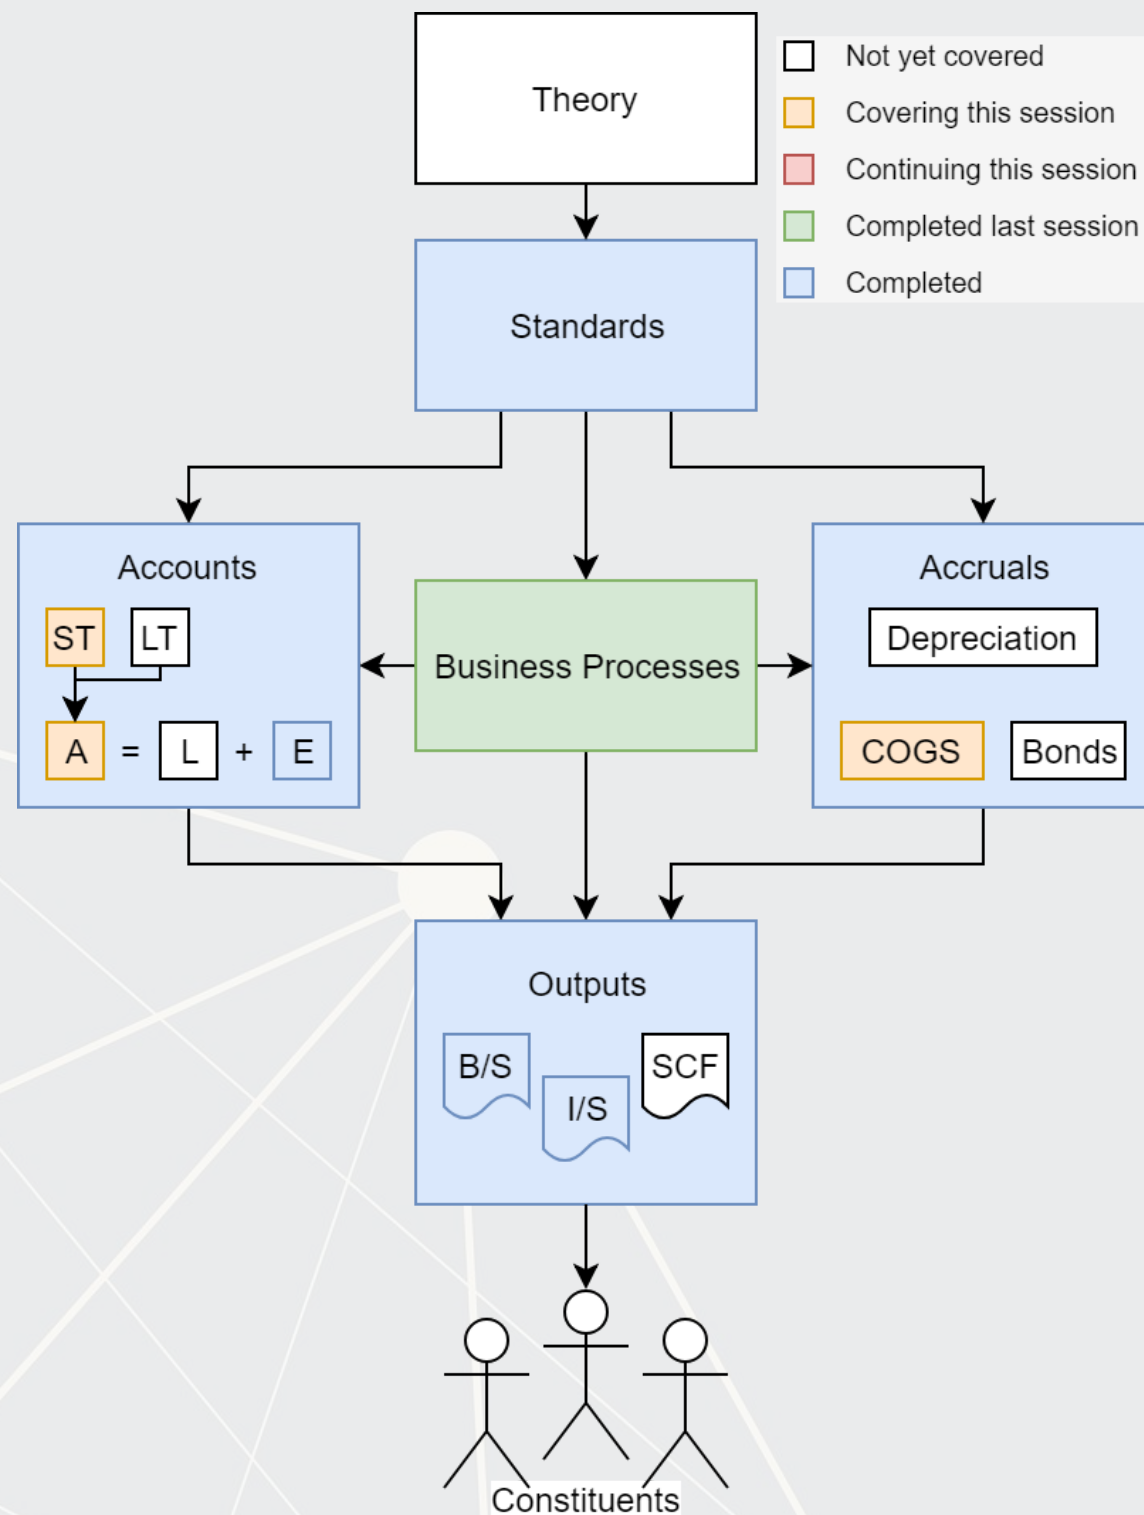 Theory
Not yet covered
Covering this session
Continuing this session
Completed last session
Completed
Standards
Accounts
ST LT
A = L + E
Business Processes
Accruals
Depreciation
COGS Bonds
Outputs
B/S I/S SCF
Constituents